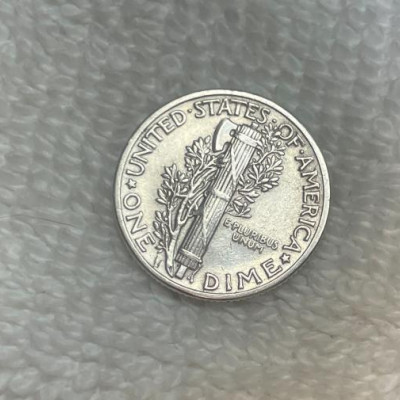 UNITED·STATES·OF·AMERICA
E·PLURIBUS
UNUM
ONE★DIME★